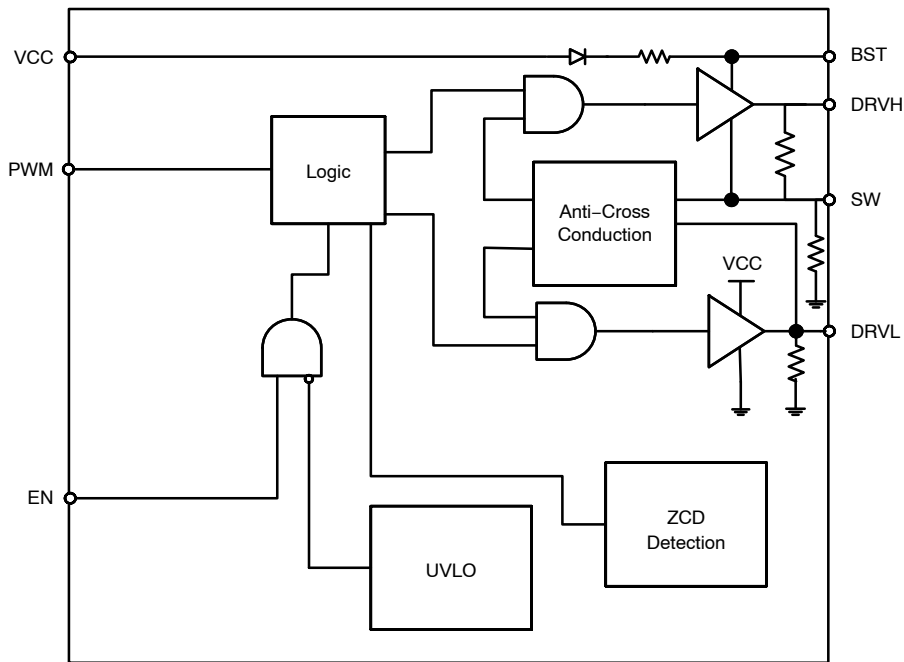 VCC
BST
DRVH
PWM
Logic
Anti−Cross
Conduction
SW
VCC
DRVL
EN
ZCD
Detection
UVLO